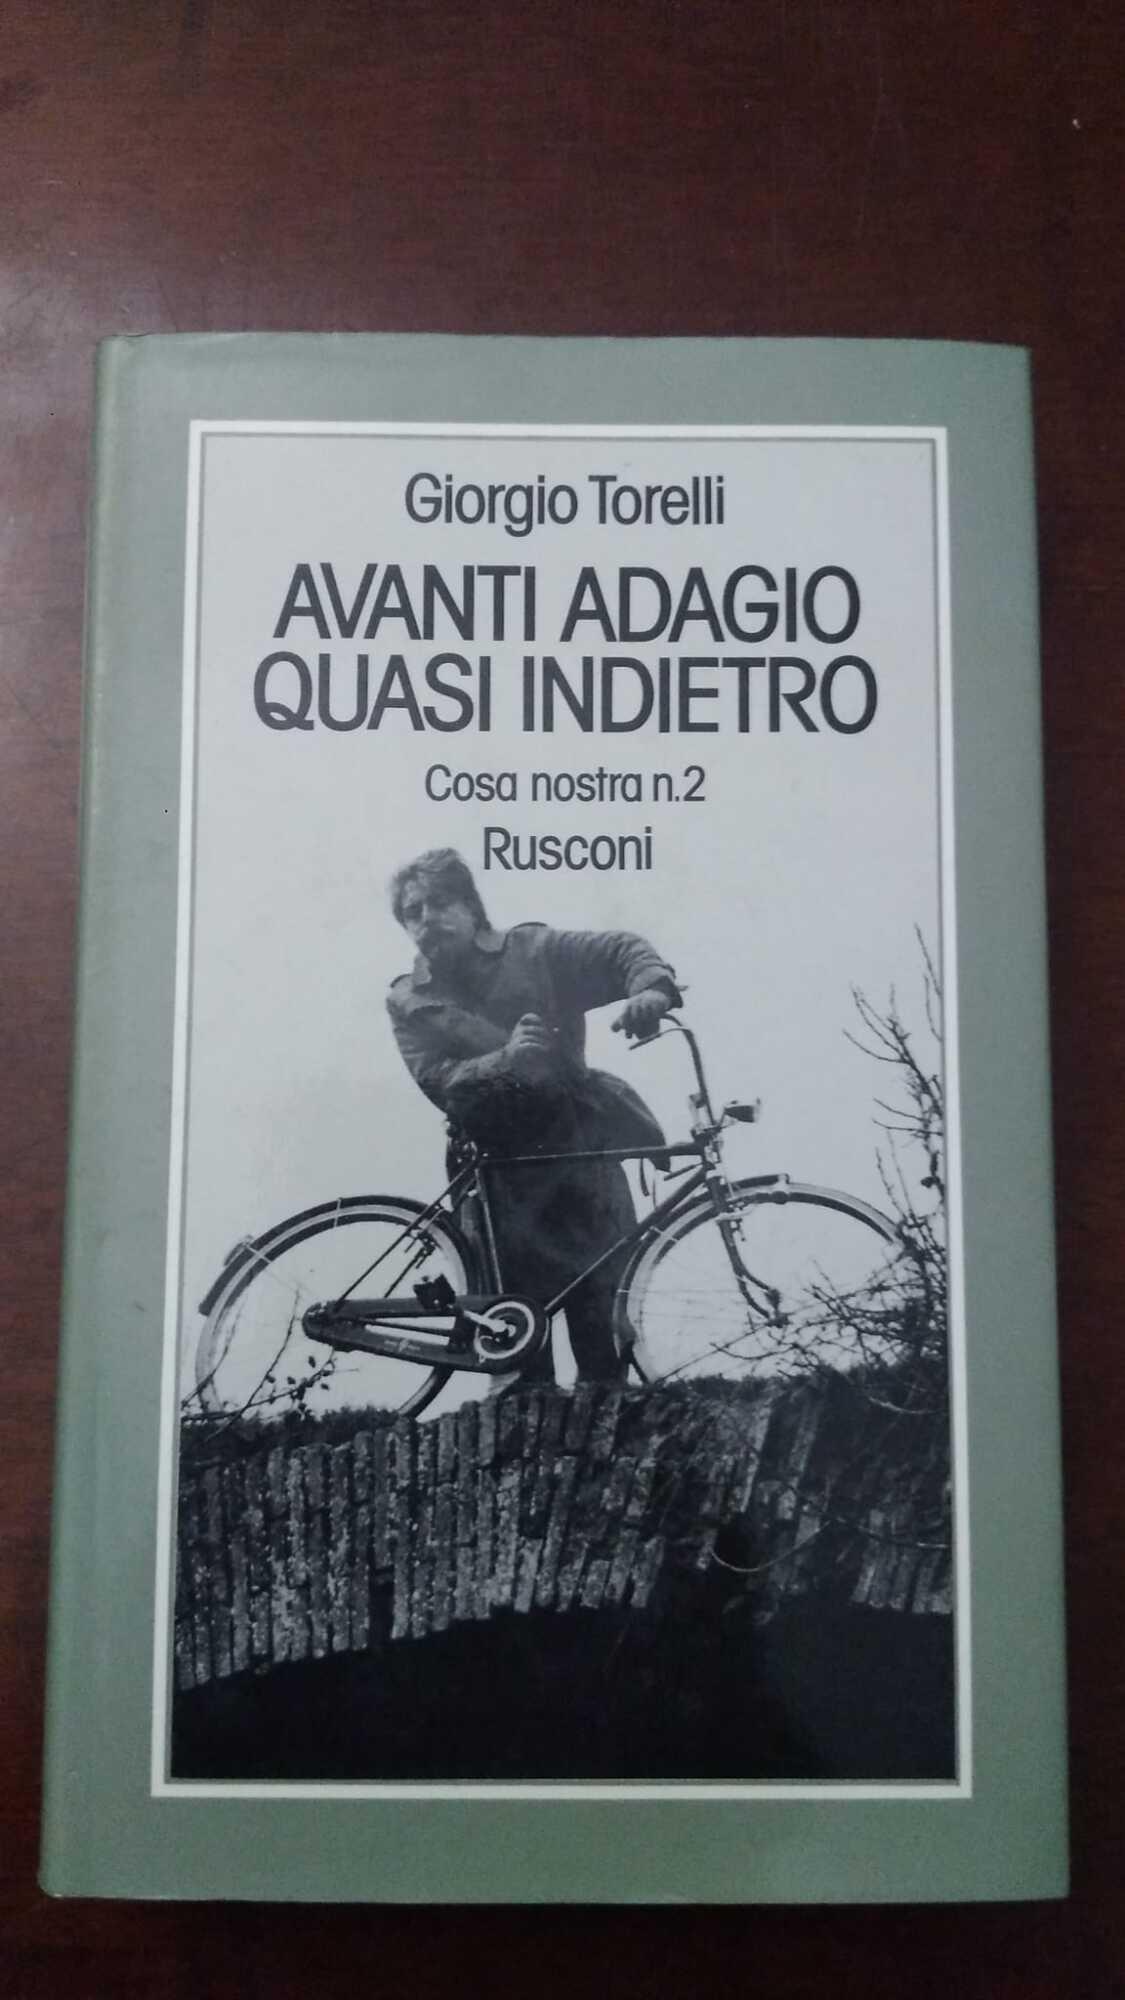 Giorgio Torelli
AVANTI ADAGIO
QUASI INDIETRO
Cosa nostra n.2
Rusconi